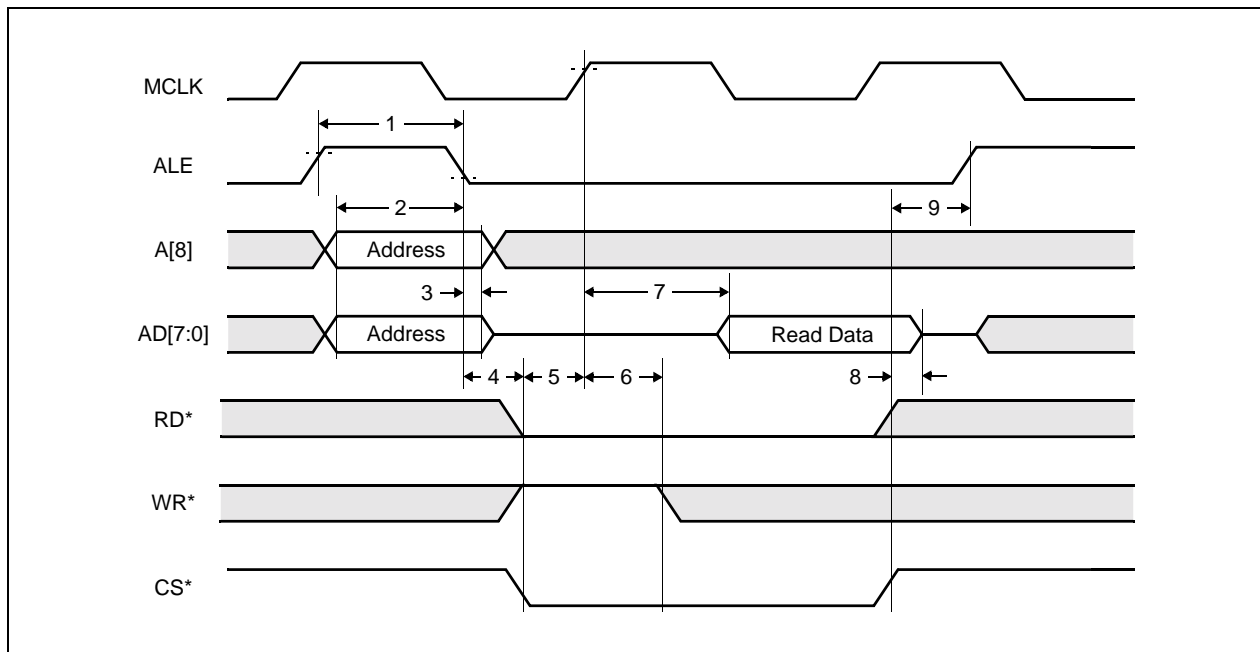 MCLK
1
ALE
2
9
A[8]
Address
3
7
AD[7:0]
Address
Read Data
4
5
6
8
RD*
WR*
CS*